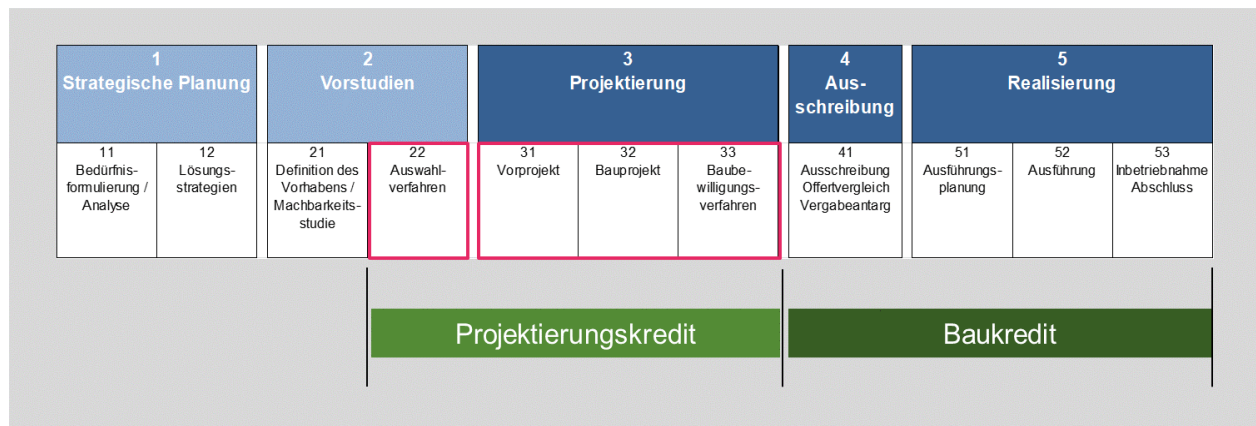 1
Strategische Planung
2
Vorstudien
3
Projektierung
4
Aus-
schreibung
5
Realisierung
11
Bedürfnis-
formulierung /
Analyse
12
Lösungs-
strategien
21
Definition des
Vorhabens /
Machbarkeits-
studie
22
Auswahl-
verfahren
31
Vorprojekt
32
Bauprojekt
33
Baube-
willigungs-
verfahren
41
Ausschreibung
Offertvergleich
Vergabeantarg
51
Ausführungs-
planung
52
Ausführung
53
Inbetriebnahme
Abschluss
Projektierungskredit
Baukredit